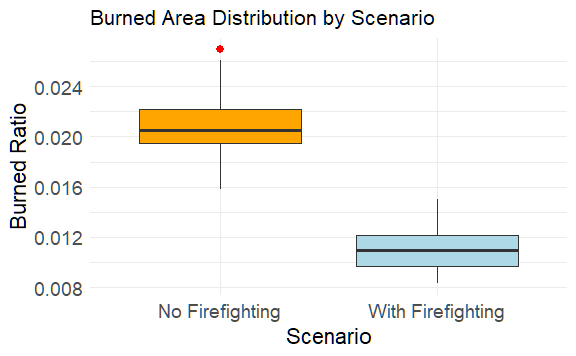 Burned Area Distribution by Scenario
Burned Ratio
0.024
0.020
0.016
0.012
0.008
No Firefighting
With Firefighting
Scenario